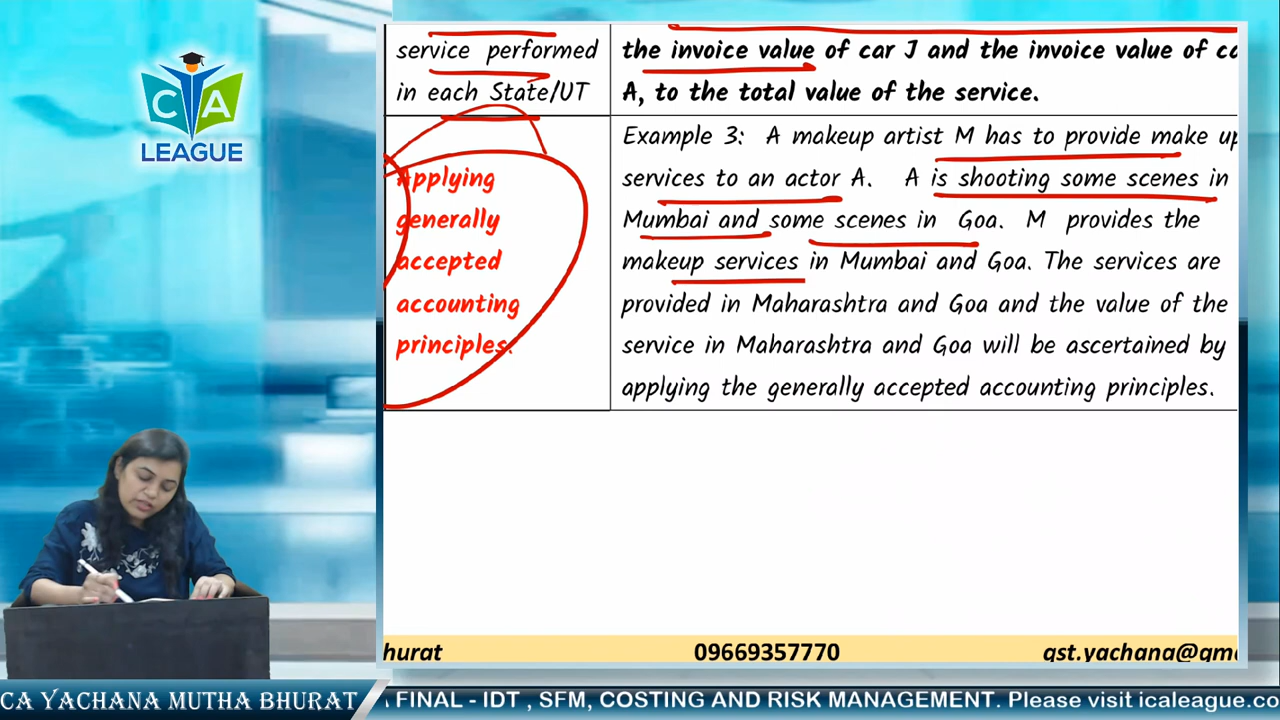 CA
LEAGUE
service performed
in each State/UT
the invoice value of car J and the invoice value of
A, to the total value of the service.
Applying
generally
accepted
accounting
principles.
Example 3: A makeup artist M has to provide make up
services to an actor A. A is shooting some scenes in
Mumbai and some scenes in Goa. M provides the
makeup services in Mumbai and Goa. The services are
provided in Maharashtra and Goa and the value of the
service in Maharashtra and Goa will be ascertained by
applying the generally accepted accounting principles.
hurat 09669357770 gst.yachana@gm
CA YACHANA MUTHA BHURAT
FINAL - IDT , SFM, COSTING AND RISK MANAGEMENT. Please visit icaleague.co